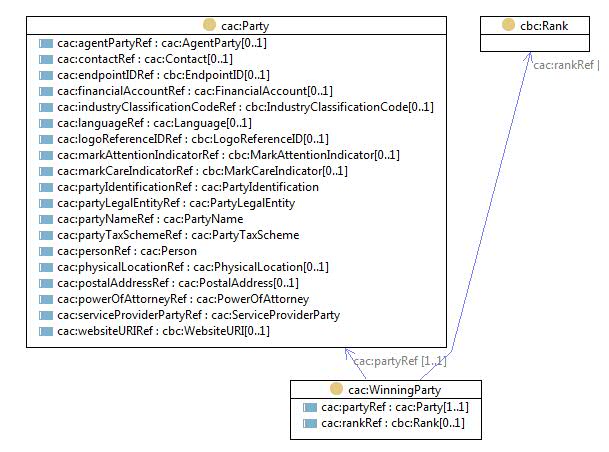 cac:Party
cac:agentPartyRef : cac:AgentParty[0..1]
cac:contactRef : cac:Contact[0..1]
cac:endpointIDRef : cbc:EndpointID[0..1]
cac:financialAccountRef : cac:FinancialAccount[0..1]
cac:industryClassificationCodeRef : cbc:IndustryClassificationCode[0..1]
cac:languageRef : cac:Language[0..1]
cac:logoReferenceIDRef : cbc:LogoReferenceID[0..1]
cac:markAttentionIndicatorRef : cbc:MarkAttentionIndicator[0..1]
cac:markCareIndicatorRef : cbc:MarkCareIndicator[0..1]
cac:partyIdentificationRef : cac:PartyIdentification
cac:partyLegalEntityRef : cac:PartyLegalEntity
cac:partyNameRef : cac:PartyName
cac:partyTaxSchemeRef : cac:PartyTaxScheme
cac:personRef : cac:Person
cac:physicalLocationRef : cac:PhysicalLocation[0..1]
cac:postalAddressRef : cac:PostalAddress[0..1]
cac:powerOfAttorneyRef : cac:PowerOfAttorney
cac:serviceProviderPartyRef : cac:ServiceProviderParty
cac:websiteURIRef : cbc:WebsiteURI[0..1]
cbc:Rank
cac:rankRef [
cac:partyRef [1..1]
cac:WinningParty
cac:partyRef : cac:Party[1..1]
cac:rankRef : cbc:Rank[0..1]